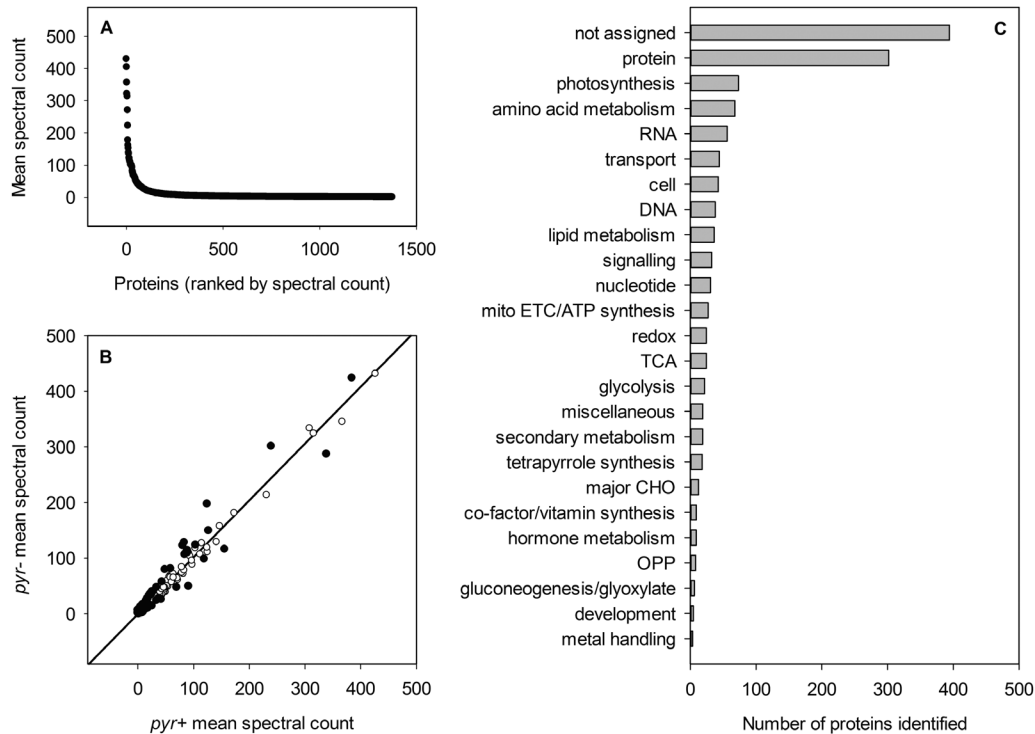 A
Mean spectral count
500
400
300
200
100
0
0 500 1000 1500
Proteins (ranked by spectral count)
B
pyr- mean spectral count
500
400
300
200
100
0
0 100 200 300 400 500
pyr+ mean spectral count
C
not assigned
protein
photosynthesis
amino acid metabolism
RNA
transport
cell
DNA
lipid metabolism
signalling
nucleotide
mito ETC/ATP synthesis
redox
TCA
glycolysis
miscellaneous
secondary metabolism
tetrapyrrole synthesis
major CHO
co-factor/vitamin synthesis
hormone metabolism
OPP
gluconeogenesis/glyoxylate
development
metal handling
0 100 200 300 400 500
Number of proteins identified